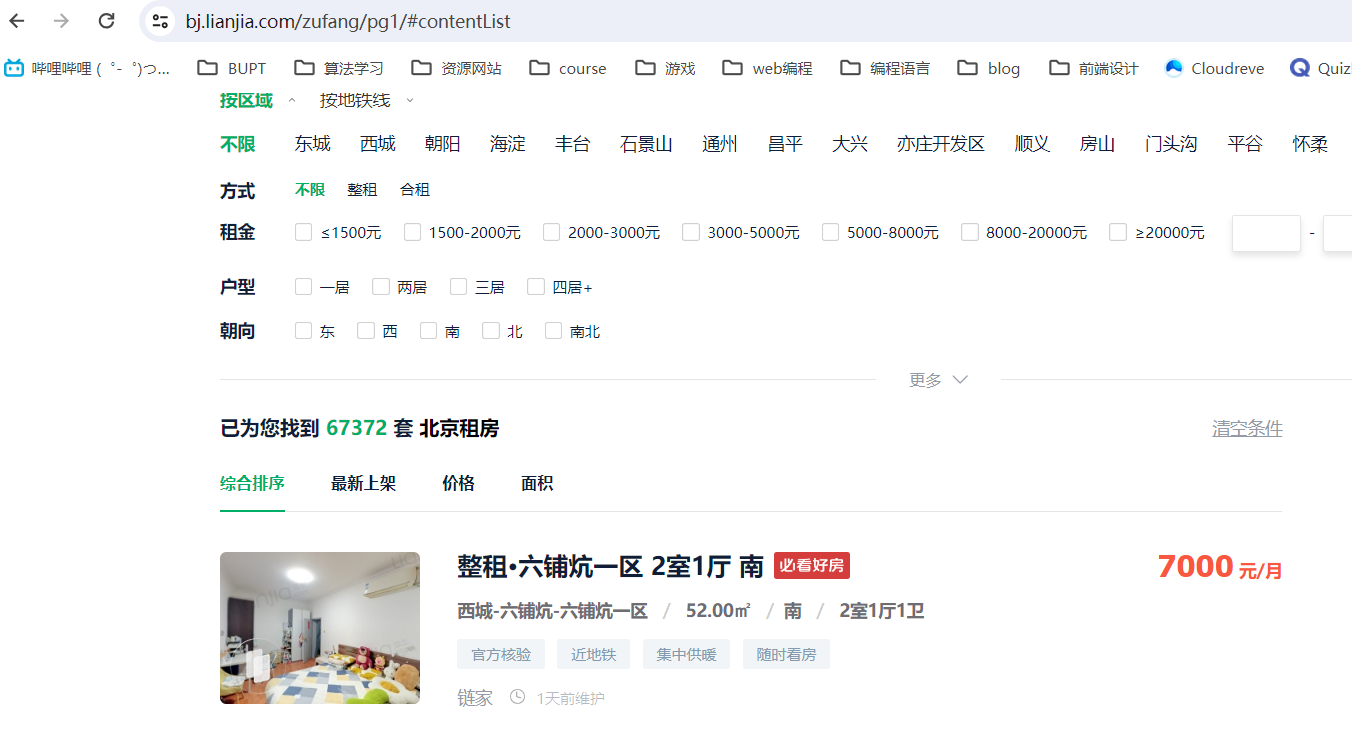 bj.lianjia.com/zufang/pg1/#contentList
哔哩哔哩 ( ゜- ゜)つ... BUPT 算法学习 资源网站 course 游戏 web编程 编程语言 blog 前端设计 Cloudreve Quiz
按区域 按地铁线
不限 东城 西城 朝阳 海淀 丰台 石景山 通州 昌平 大兴 亦庄开发区 顺义 房山 门头沟 平谷 怀柔
方式 不限 整租 合租
租金 ≤1500元 1500-2000元 2000-3000元 3000-5000元 5000-8000元 8000-20000元 ≥20000元 -
户型 一居 两居 三居 四居+
朝向 东 西 南 北 南北
更多
已为您找到 67372 套 北京租房 清空条件
综合排序 最新上架 价格 面积
整租·六铺炕一区 2室1厅 南 必看好房 7000 元/月
西城-六铺炕-六铺炕一区 / 52.00㎡ / 南 / 2室1厅1卫
官方核验 近地铁 集中供暖 随时看房
链家 1天前维护